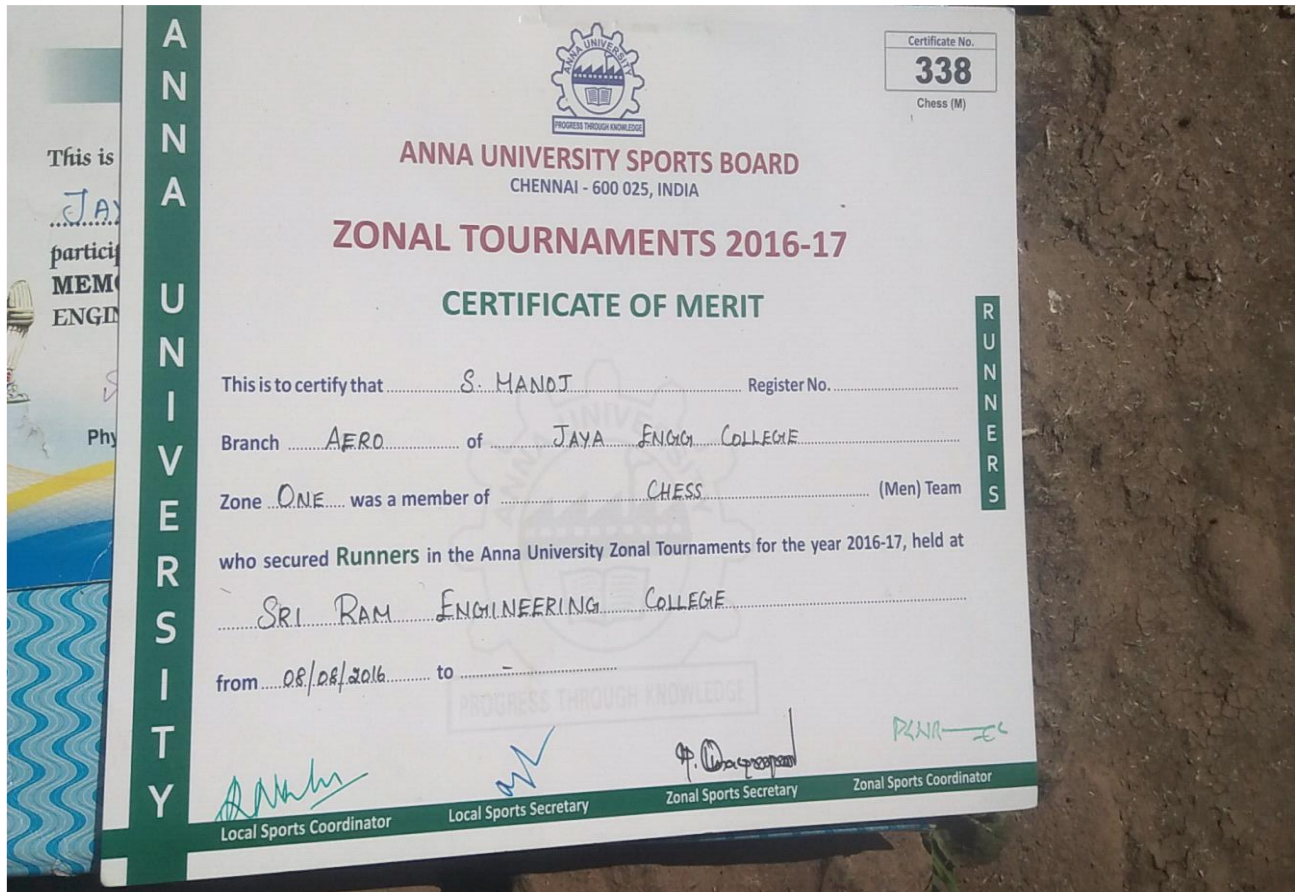 ANNA UNIVERSITY
ANNA UNIVERSITY
PROGRESS THROUGH KNOWLEDGE
Certificate No.
338
Chess (M)
ANNA UNIVERSITY SPORTS BOARD
CHENNAI - 600 025, INDIA
ZONAL TOURNAMENTS 2016-17
CERTIFICATE OF MERIT
RUNNERS
This is to certify that S. MANOJ Register No.
Branch AERO of JAYA ENGG COLLEGE
Zone ONE was a member of CHESS (Men) Team
who secured Runners in the Anna University Zonal Tournaments for the year 2016-17, held at
SRI RAM ENGINEERING COLLEGE
from 08/08/2016 to -
PROGRESS THROUGH KNOWLEDGE
Local Sports Coordinator
Local Sports Secretary
Zonal Sports Secretary
Zonal Sports Coordinator
This is
JAY
particip
MEM
ENGIN
Phy